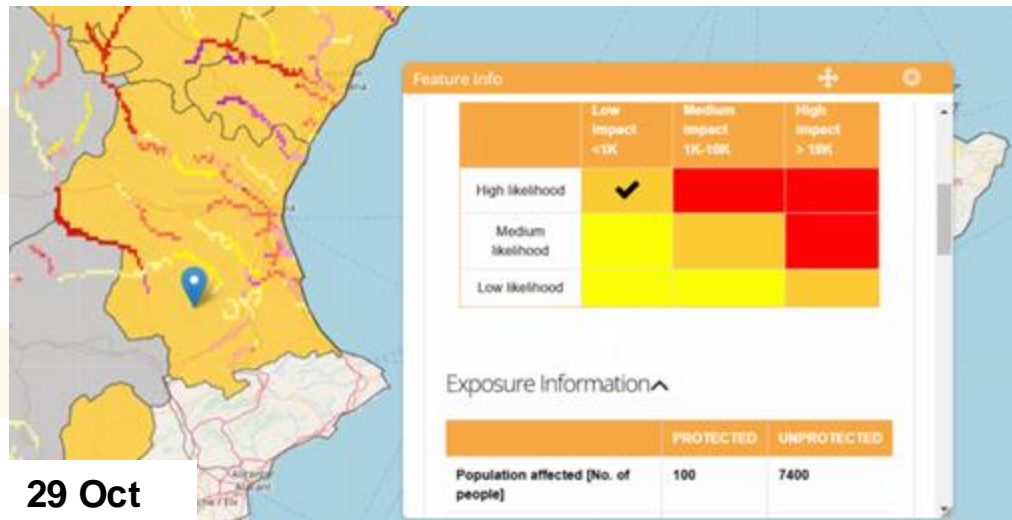 Feature Info
Low
impact
<1K
Medium
impact
1K-10K
High
impact
> 10K
High likelihood
Medium
likelihood
Low likelihood
Exposure Information
PROTECTED
UNPROTECTED
Population affected [No. of
people]
100
7400
29 Oct